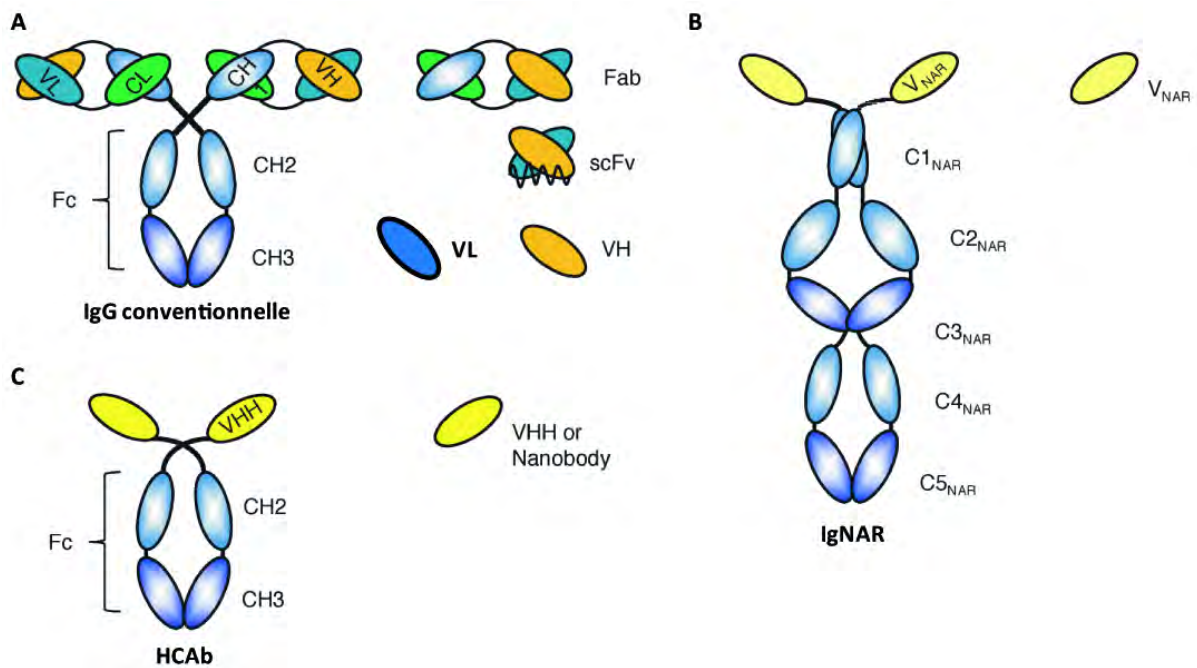 A
VL
CL
CH
1
VH
Fab
scFv
Fc
CH2
CH3
VL
VH
IgG conventionnelle
B
VNAR
VNAR
C1NAR
C2NAR
C3NAR
C4NAR
C5NAR
IgNAR
C
VHH
VHH or
Nanobody
Fc
CH2
CH3
HCAb